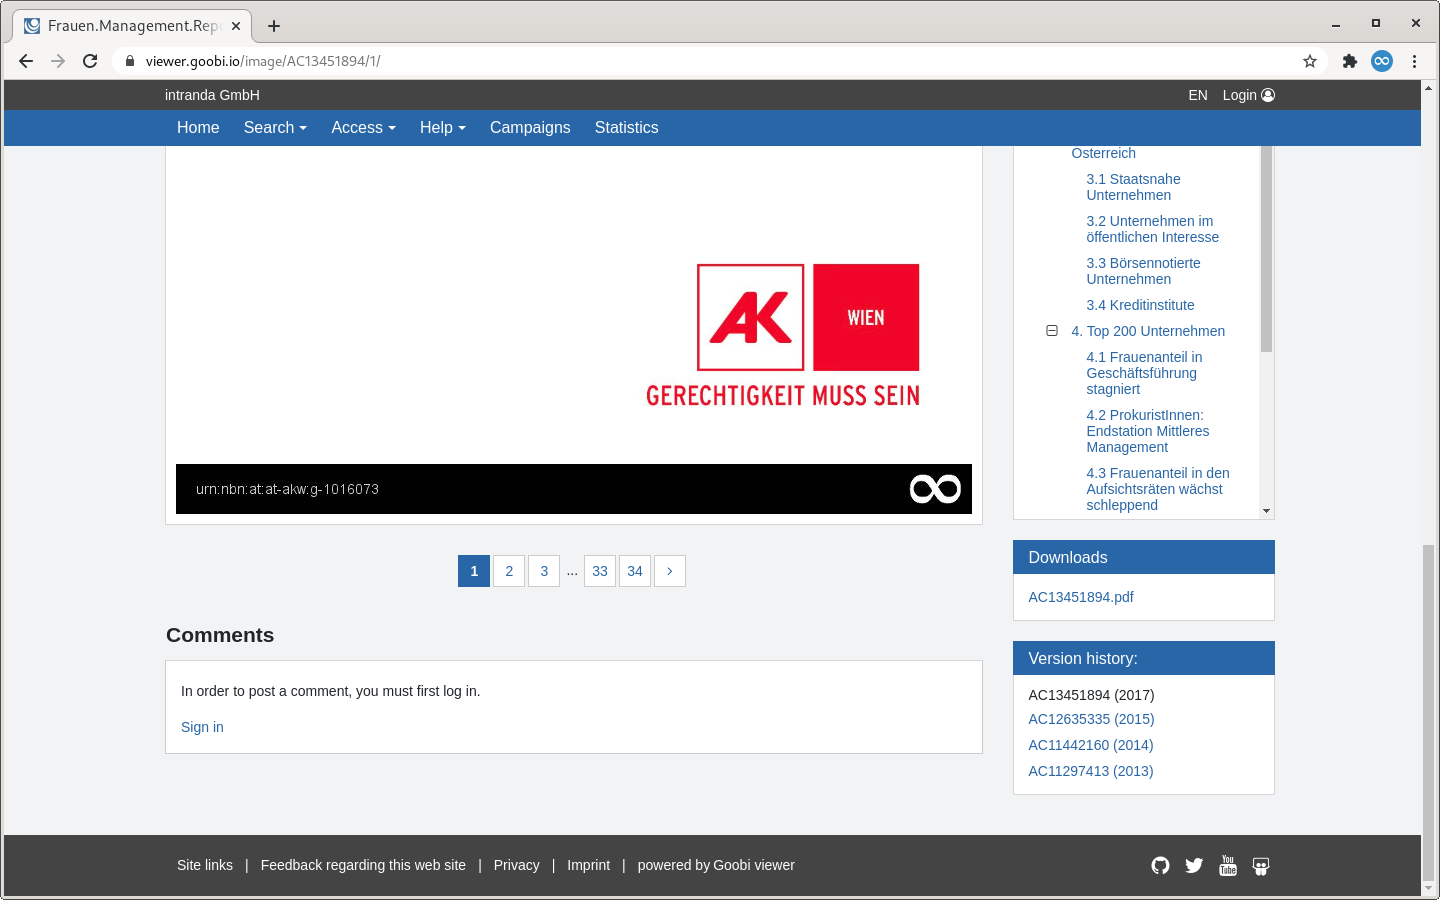 Frauen.Management.Repo
viewer.goobi.io/image/AC13451894/1/
intranda GmbH
EN Login
Home Search Access Help Campaigns Statistics
AK
WIEN
GERECHTIGKEIT MUSS SEIN
urn:nbn:at:at-akw:g-1016073
1 2 3 ... 33 34 >
Comments
In order to post a comment, you must first log in.
Sign in
Österreich
3.1 Staatsnahe
Unternehmen
3.2 Unternehmen im
öffentlichen Interesse
3.3 Börsennotierte
Unternehmen
3.4 Kreditinstitute
4. Top 200 Unternehmen
4.1 Frauenanteil in
Geschäftsführung
stagniert
4.2 ProkuristInnen:
Endstation Mittleres
Management
4.3 Frauenanteil in den
Aufsichtsräten wächst
schleppend
Downloads
AC13451894.pdf
Version history:
AC13451894 (2017)
AC12635335 (2015)
AC11442160 (2014)
AC11297413 (2013)
Site links | Feedback regarding this web site | Privacy | Imprint | powered by Goobi viewer
You
Tube